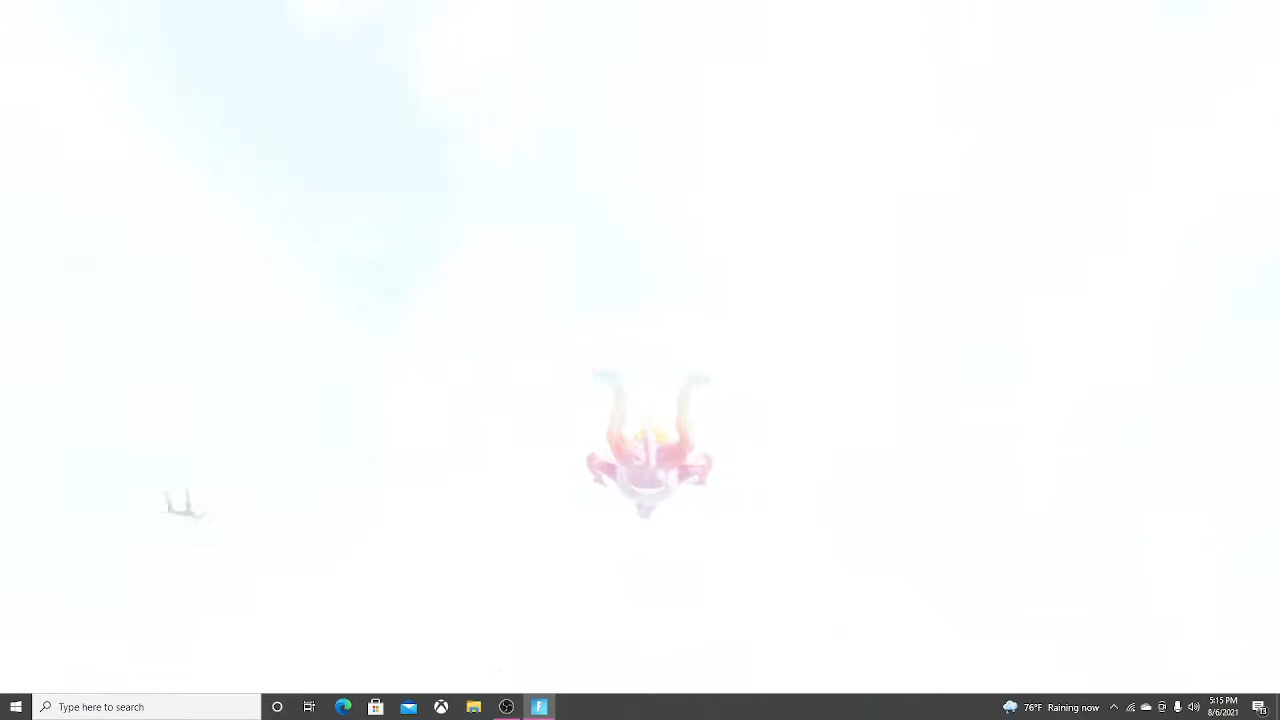 Type here to search
F
76°F Raining now
5:15 PM
8/6/2021